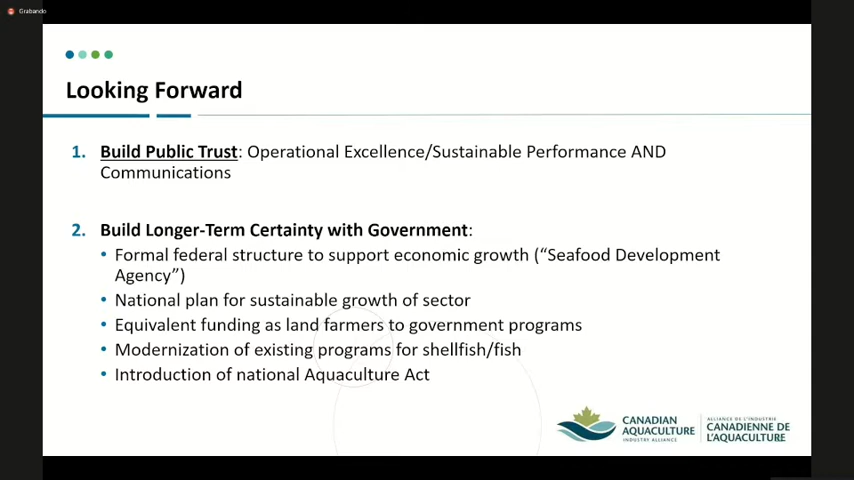 Grabando
Looking Forward
1. Build Public Trust: Operational Excellence/Sustainable Performance AND
Communications
2. Build Longer-Term Certainty with Government:
• Formal federal structure to support economic growth (“Seafood Development
Agency”)
• National plan for sustainable growth of sector
• Equivalent funding as land farmers to government programs
• Modernization of existing programs for shellfish/fish
• Introduction of national Aquaculture Act
CANADIAN
AQUACULTURE
INDUSTRY ALLIANCE
ALLIANCE DE L'INDUSTRIE
CANADIENNE DE
L'AQUACULTURE